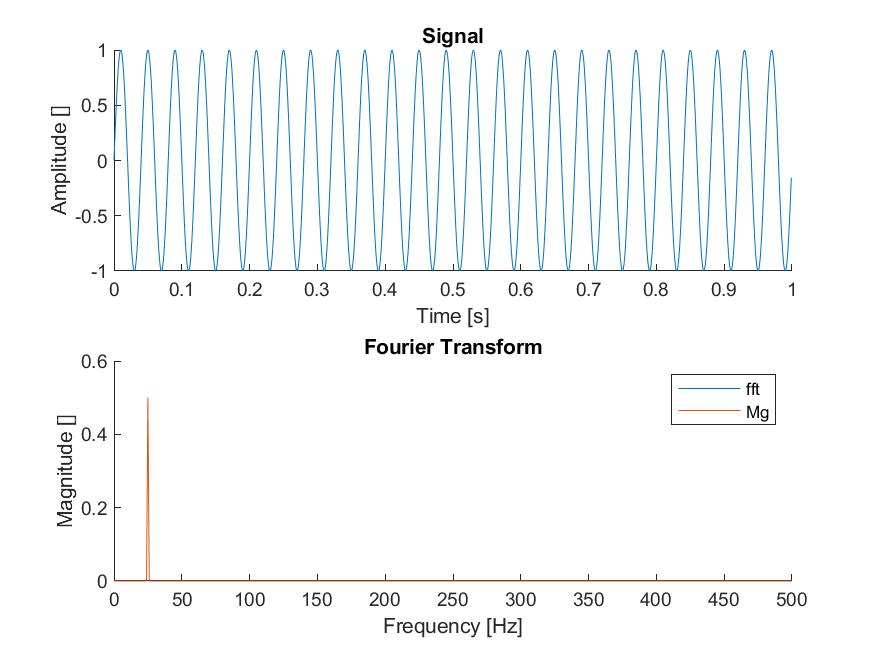 Signal
1
0.5
0
-0.5
-1
Amplitude []
0 0.1 0.2 0.3 0.4 0.5 0.6 0.7 0.8 0.9 1
Time [s]
Fourier Transform
0.6
0.4
0.2
0
Magnitude []
fft
Mg
0 50 100 150 200 250 300 350 400 450 500
Frequency [Hz]